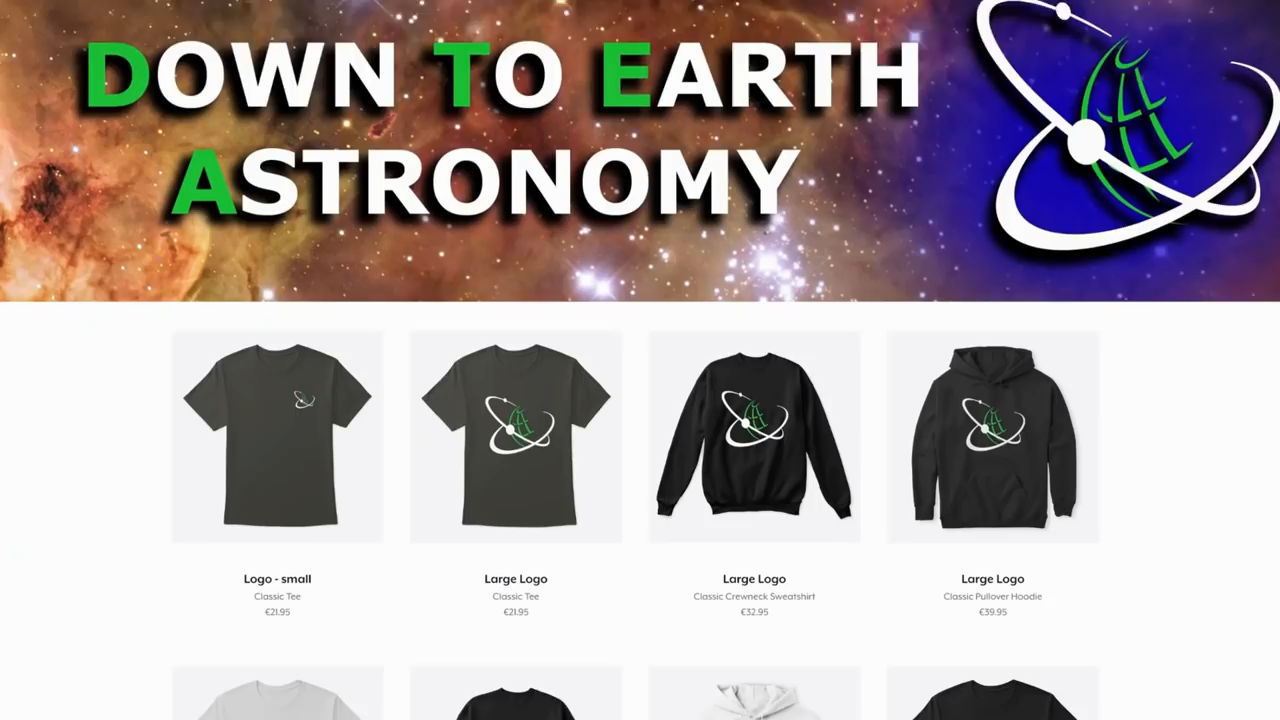 DOWN TO EARTH
ASTRONOMY
Logo - small
Classic Tee
€21.95
Large Logo
Classic Tee
€21.95
Large Logo
Classic Crewneck Sweatshirt
€32.95
Large Logo
Classic Pullover Hoodie
€39.95